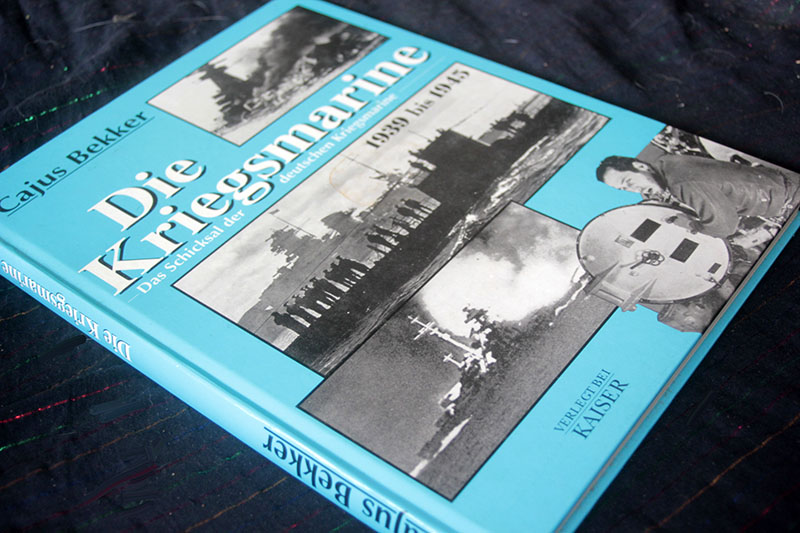 Cajus Bekker
Die
Kriegsmarine
Das Schicksal der deutschen Kriegsmarine
1939 bis 1945
VERLEGT BEI
KAISER
Die Kriegsmarine
Cajus Bekker